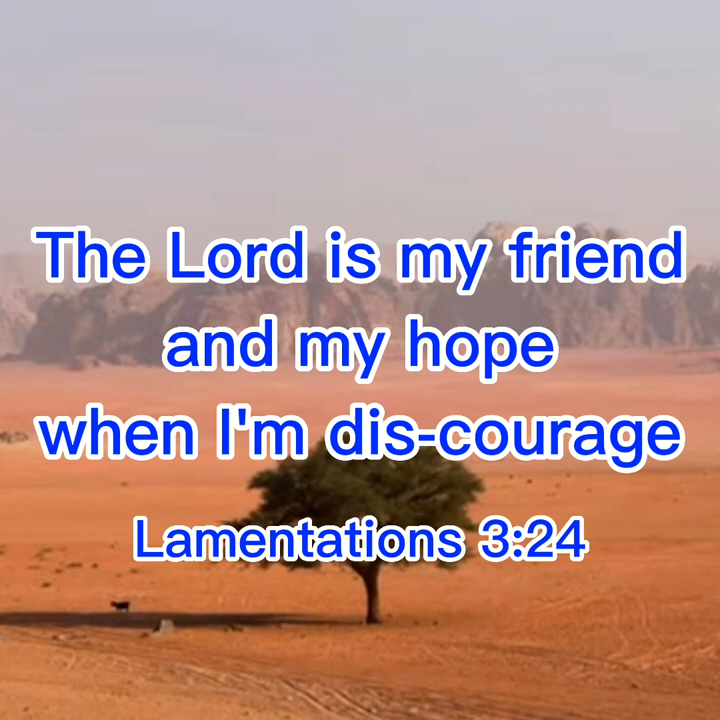 The Lord is my friend
and my hope
when I'm dis-courage
Lamentations 3:24